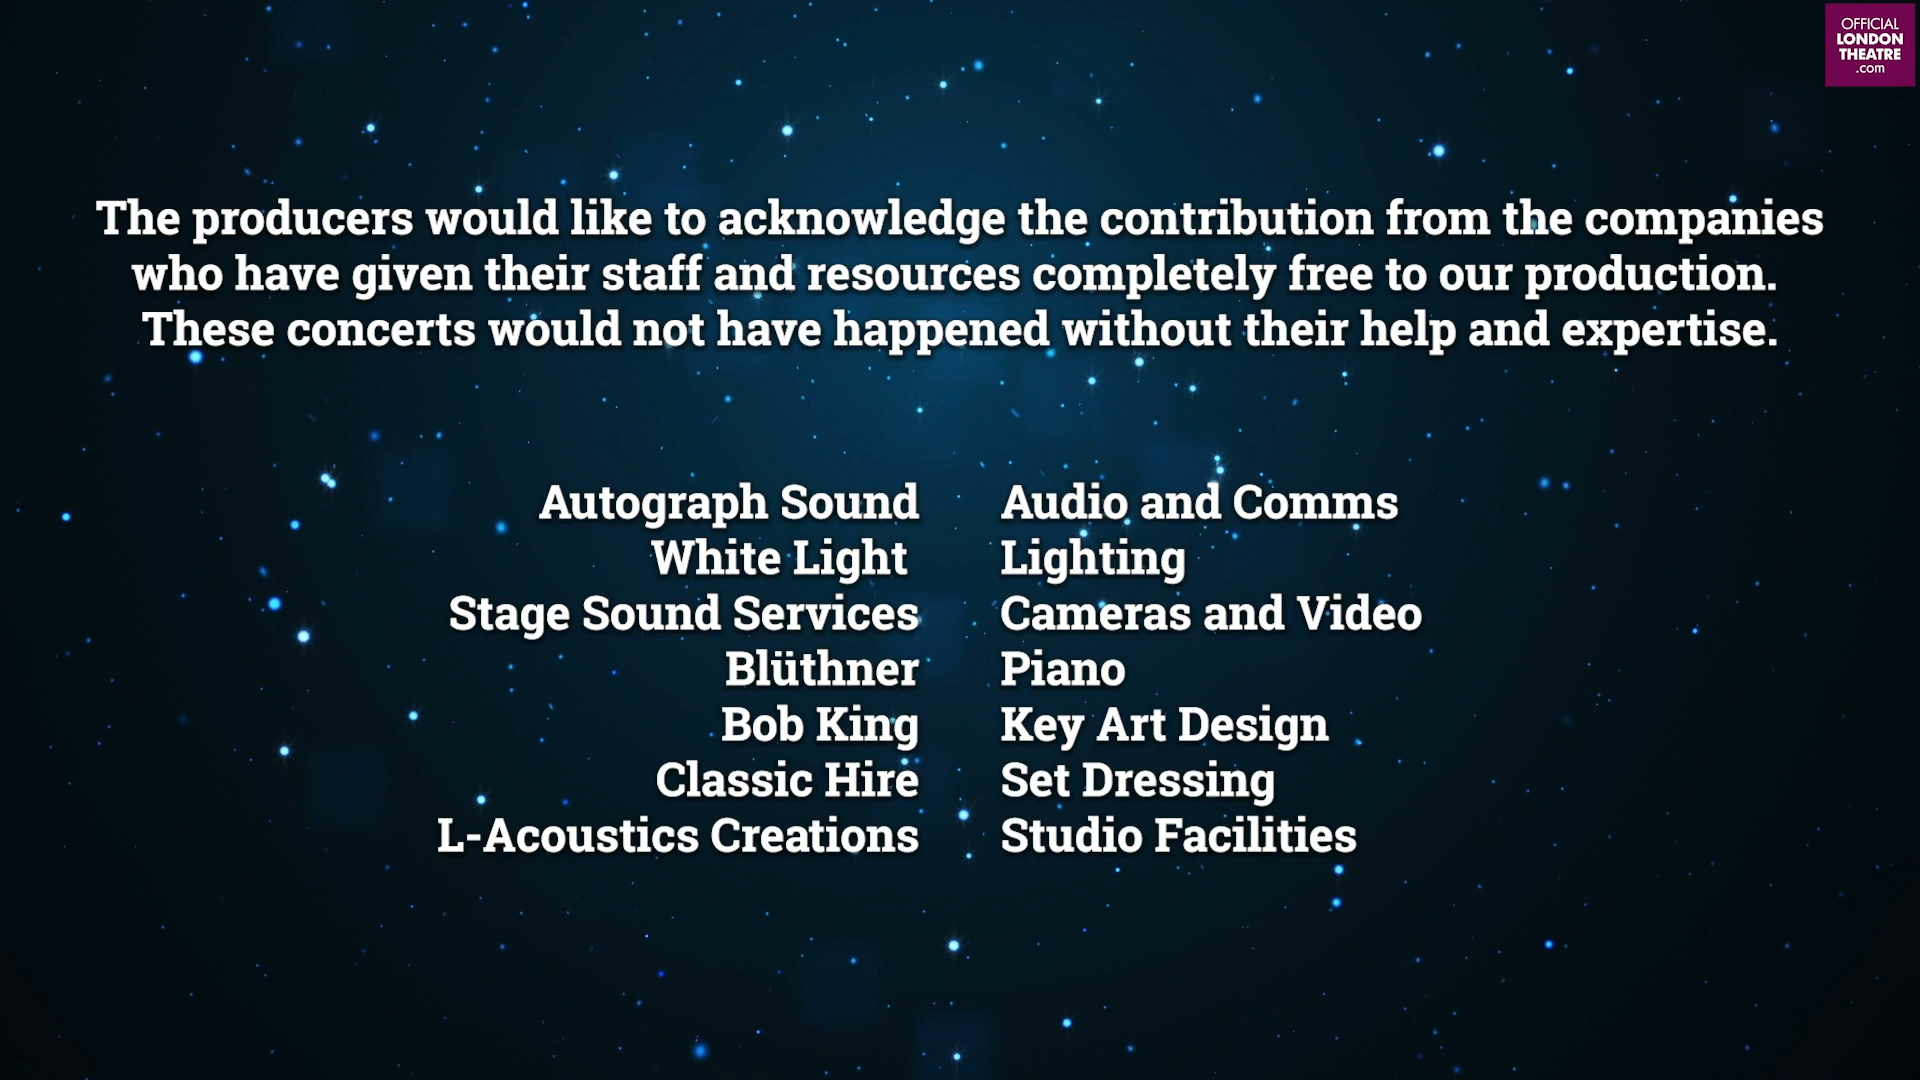 OFFICIAL
LONDON
THEATRE
.com
The producers would like to acknowledge the contribution from the companies
who have given their staff and resources completely free to our production.
These concerts would not have happened without their help and expertise.
Autograph Sound Audio and Comms
White Light Lighting
Stage Sound Services Cameras and Video
Blüthner Piano
Bob King Key Art Design
Classic Hire Set Dressing
L-Acoustics Creations Studio Facilities